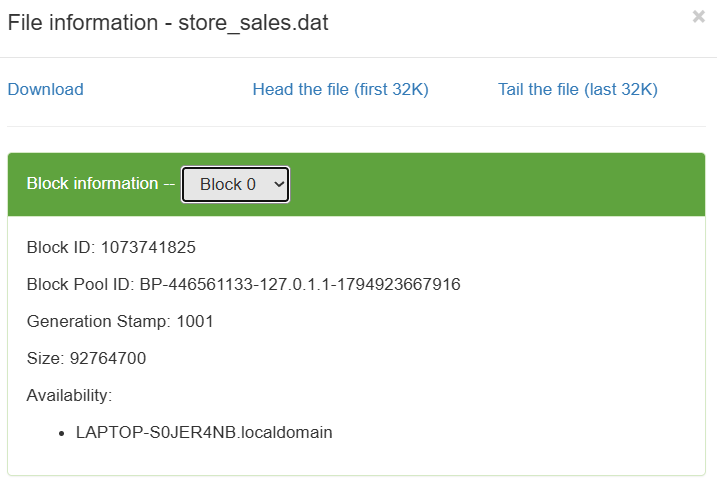 File information - store_sales.dat
×
Download Head the file (first 32K) Tail the file (last 32K)
Block information -- Block 0
Block ID: 1073741825
Block Pool ID: BP-446561133-127.0.1.1-1794923667916
Generation Stamp: 1001
Size: 92764700
Availability:
• LAPTOP-S0JER4NB.localdomain